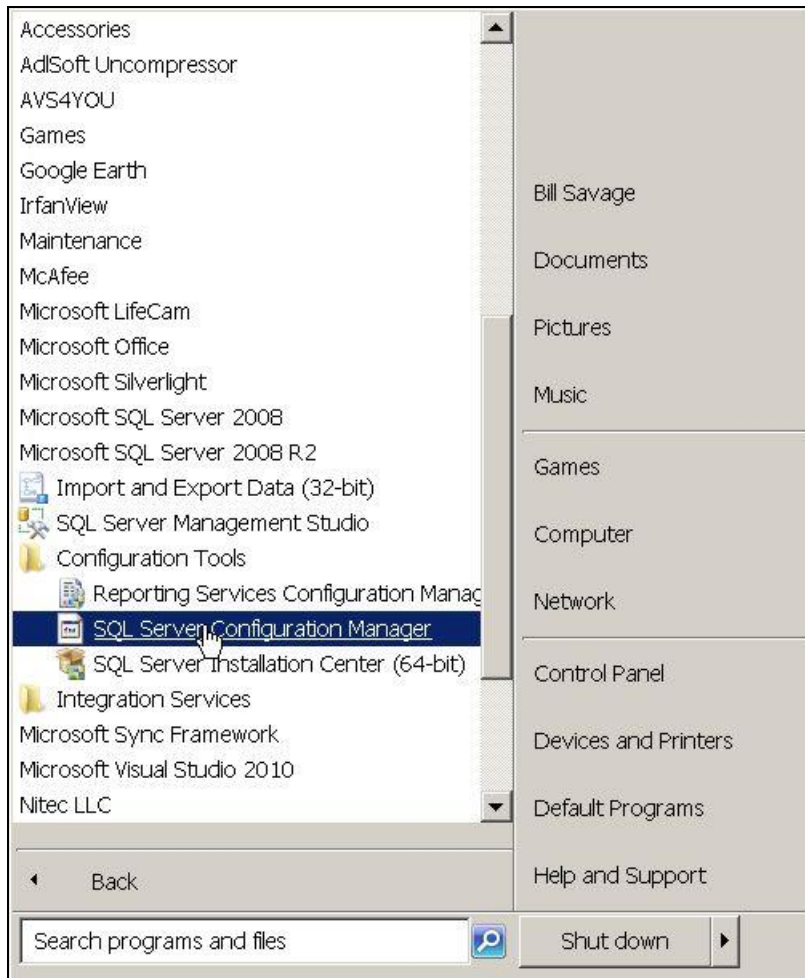 Accessories
AdlSoft Uncompressor
AVS4YOU
Games
Google Earth
IrfanView
Maintenance
McAfee
Microsoft LifeCam
Microsoft Office
Microsoft Silverlight
Microsoft SQL Server 2008
Microsoft SQL Server 2008 R2
Import and Export Data (32-bit)
SQL Server Management Studio
Configuration Tools
Reporting Services Configuration Manag
SQL Server Configuration Manager
SQL Server Installation Center (64-bit)
Integration Services
Microsoft Sync Framework
Microsoft Visual Studio 2010
Nitec LLC
Back
Search programs and files
Bill Savage
Documents
Pictures
Music
Games
Computer
Network
Control Panel
Devices and Printers
Default Programs
Help and Support
Shut down